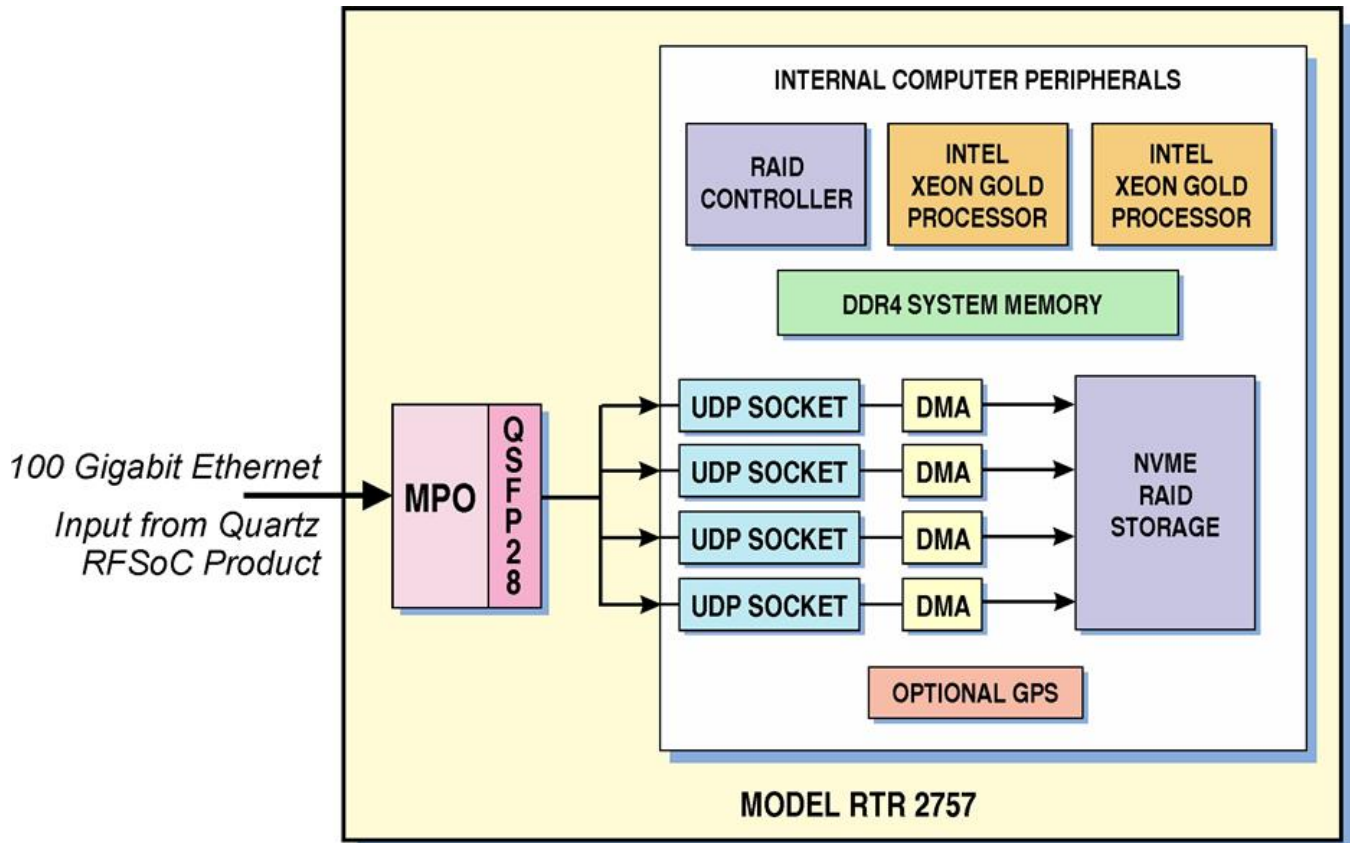 INTERNAL COMPUTER PERIPHERALS
RAID
CONTROLLER
INTEL
XEON GOLD
PROCESSOR
INTEL
XEON GOLD
PROCESSOR
DDR4 SYSTEM MEMORY
100 Gigabit Ethernet
Input from Quartz
RFSoC Product
MPO
QSFP28
UDP SOCKET
DMA
UDP SOCKET
DMA
UDP SOCKET
DMA
UDP SOCKET
DMA
NVME
RAID
STORAGE
OPTIONAL GPS
MODEL RTR 2757